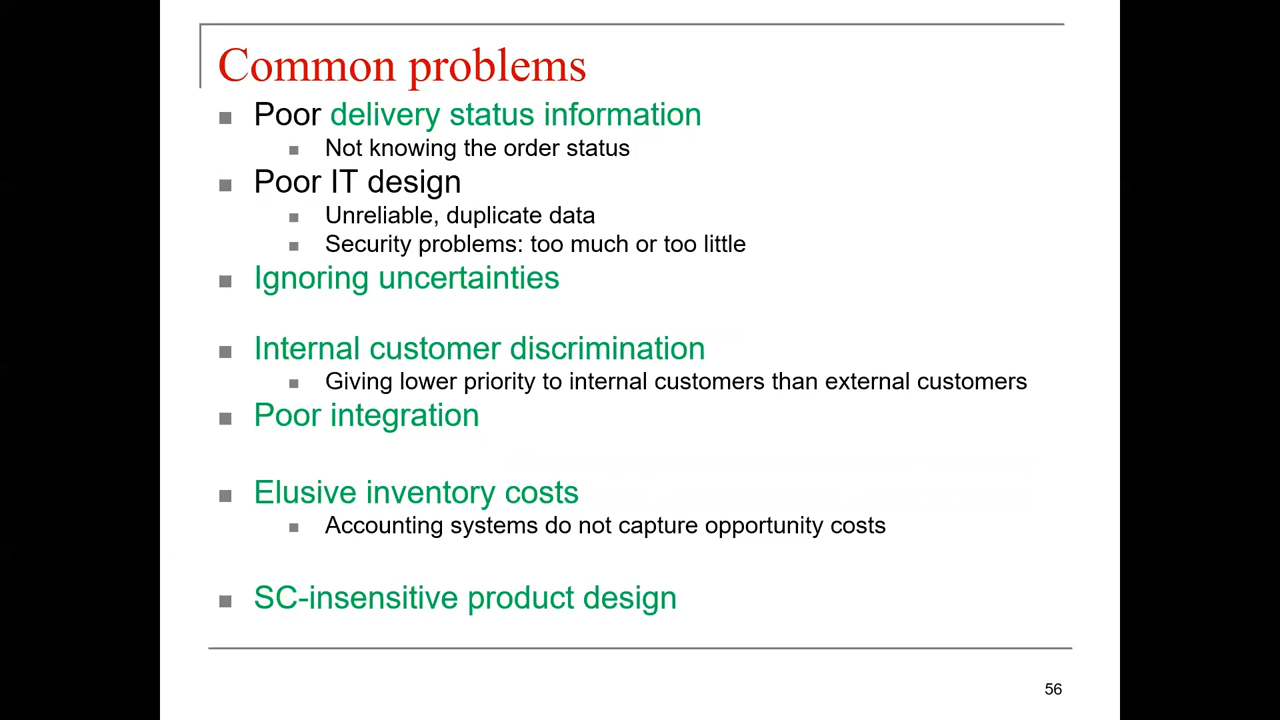 Common problems
Poor delivery status information
Not knowing the order status
Poor IT design
Unreliable, duplicate data
Security problems: too much or too little
Ignoring uncertainties
Internal customer discrimination
Giving lower priority to internal customers than external customers
Poor integration
Elusive inventory costs
Accounting systems do not capture opportunity costs
SC-insensitive product design
56